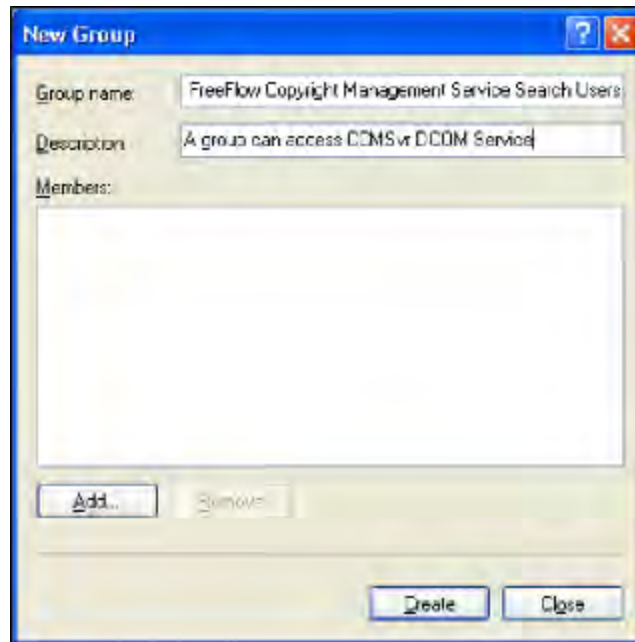 New Group
Group name: FreeFlow Copyright Management Service Search Users
Description: A group can access CCMSvr DCOM Service
Members:
Add... Remove
Create Close